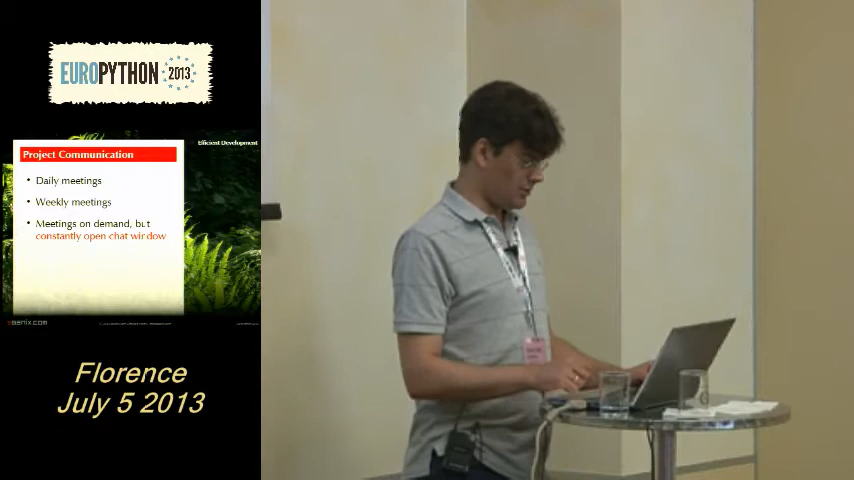 EUROPYTHON 2013
Efficient Development
Project Communication
• Daily meetings
• Weekly meetings
• Meetings on demand, but
constantly open chat window
Florence
July 5 2013